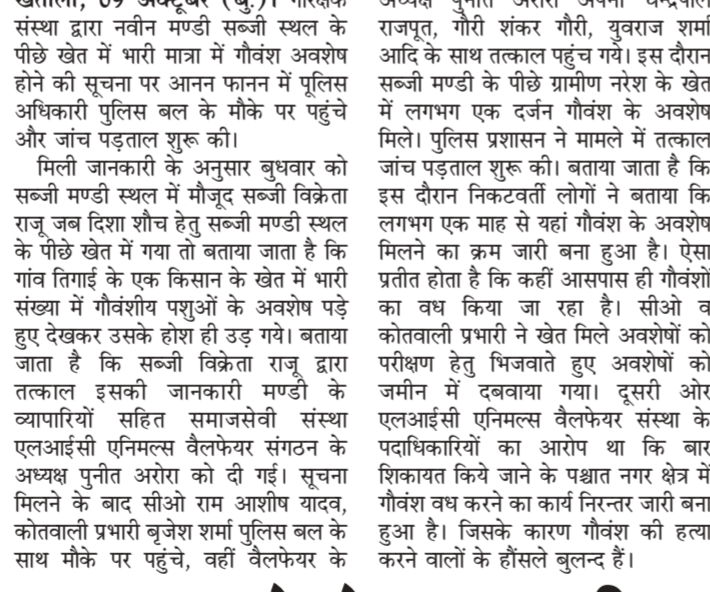 खतौली, 09 अक्टूबर (बु.)। गौरक्षक
संस्था द्वारा नवीन मण्डी सब्जी स्थल के
पीछे खेत में भारी मात्रा में गौवंश अवशेष
होने की सूचना पर आनन फानन में पूलिस
अधिकारी पुलिस बल के मौके पर पहुंचे
और जांच पड़ताल शुरू की।
मिली जानकारी के अनुसार बुधवार को
सब्जी मण्डी स्थल में मौजूद सब्जी विक्रेता
राजू जब दिशा शौच हेतु सब्जी मण्डी स्थल
के पीछे खेत में गया तो बताया जाता है कि
गांव तिगाई के एक किसान के खेत में भारी
संख्या में गौवंशीय पशुओं के अवशेष पड़े
हुए देखकर उसके होश ही उड़ गये। बताया
जाता है कि सब्जी विक्रेता राजू द्वारा
तत्काल इसकी जानकारी मण्डी के
व्यापारियों सहित समाजसेवी संस्था
एलआईसी एनिमल्स वैलफेयर संगठन के
अध्यक्ष पुनीत अरोरा को दी गई। सूचना
मिलने के बाद सीओ राम आशीष यादव,
कोतवाली प्रभारी बृजेश शर्मा पुलिस बल के
साथ मौके पर पहुंचे, वहीं वैलफेयर के
अध्यक्ष पुनीत अरोरा अपनी चन्द्रपाल
राजपूत, गौरी शंकर गौरी, युवराज शर्मा
आदि के साथ तत्काल पहुंच गये। इस दौरान
सब्जी मण्डी के पीछे ग्रामीण नरेश के खेत
में लगभग एक दर्जन गौवंश के अवशेष
मिले। पुलिस प्रशासन ने मामले में तत्काल
जांच पड़ताल शुरू की। बताया जाता है कि
इस दौरान निकटवर्ती लोगों ने बताया कि
लगभग एक माह से यहां गौवंश के अवशेष
मिलने का क्रम जारी बना हुआ है। ऐसा
प्रतीत होता है कि कहीं आसपास ही गौवंशों
का वध किया जा रहा है। सीओ व
कोतवाली प्रभारी ने खेत मिले अवशेषों को
परीक्षण हेतु भिजवाते हुए अवशेषों को
जमीन में दबवाया गया। दूसरी ओर
एलआईसी एनिमल्स वैलफेयर संस्था के
पदाधिकारियों का आरोप था कि बार
शिकायत किये जाने के पश्चात नगर क्षेत्र में
गौवंश वध करने का कार्य निरन्तर जारी बना
हुआ है। जिसके कारण गौवंश की हत्या
करने वालों के हौंसले बुलन्द हैं।